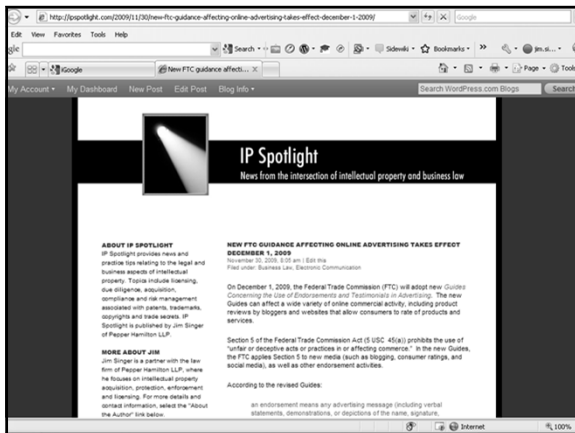 http://ipspotlight.com/2009/11/30/new-ftc-guidance-affecting-online-advertising-takes-effect-december-1-2009/
Google
Edit View Favorites Tools Help
gle
Search
Sidewiki
Bookmarks
jim.si...
iGoogle
New FTC guidance affecti...
Page
Tools
My Account
My Dashboard
New Post
Edit Post
Blog Info
Search WordPress.com Blogs
Search
IP Spotlight
News from the intersection of intellectual property and business law
ABOUT IP SPOTLIGHT
IP Spotlight provides news and
practice tips relating to the legal and
business aspects of intellectual
property. Topics include licensing,
due diligence, acquisition,
compliance and risk management
associated with patents, trademarks,
copyrights and trade secrets. IP
Spotlight is published by Jim Singer
of Pepper Hamilton LLP.
MORE ABOUT JIM
Jim Singer is a partner with the law
firm of Pepper Hamilton LLP, where
he focuses on intellectual property
acquisition, protection, enforcement
and licensing. For more details and
contact information, select the "About
the Author" link below.
NEW FTC GUIDANCE AFFECTING ONLINE ADVERTISING TAKES EFFECT
DECEMBER 1, 2009
November 30, 2009, 8:05 am | Edit this
Filed under: Business Law, Electronic Communication
On December 1, 2009, the Federal Trade Commission (FTC) will adopt new Guides
Concerning the Use of Endorsements and Testimonials in Advertising. The new
Guides can affect a wide variety of online commercial activity, including product
reviews by bloggers and websites that allow consumers to rate of products and
services.
Section 5 of the Federal Trade Commission Act (5 USC 45(a)) prohibits the use of
"unfair or deceptive acts or practices in or affecting commerce." In the new Guides,
the FTC applies Section 5 to new media (such as blogging, consumer ratings, and
social media), as well as other endorsement activities.
According to the revised Guides:
an endorsement means any advertising message (including verbal
statements, demonstrations, or depictions of the name, signature,
Internet
100%